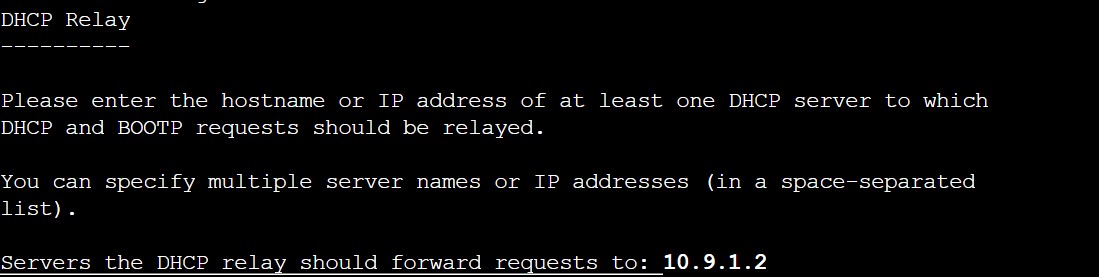 DHCP Relay
----------
Please enter the hostname or IP address of at least one DHCP server to which
DHCP and BOOTP requests should be relayed.
You can specify multiple server names or IP addresses (in a space-separated
list).
Servers the DHCP relay should forward requests to: 10.9.1.2